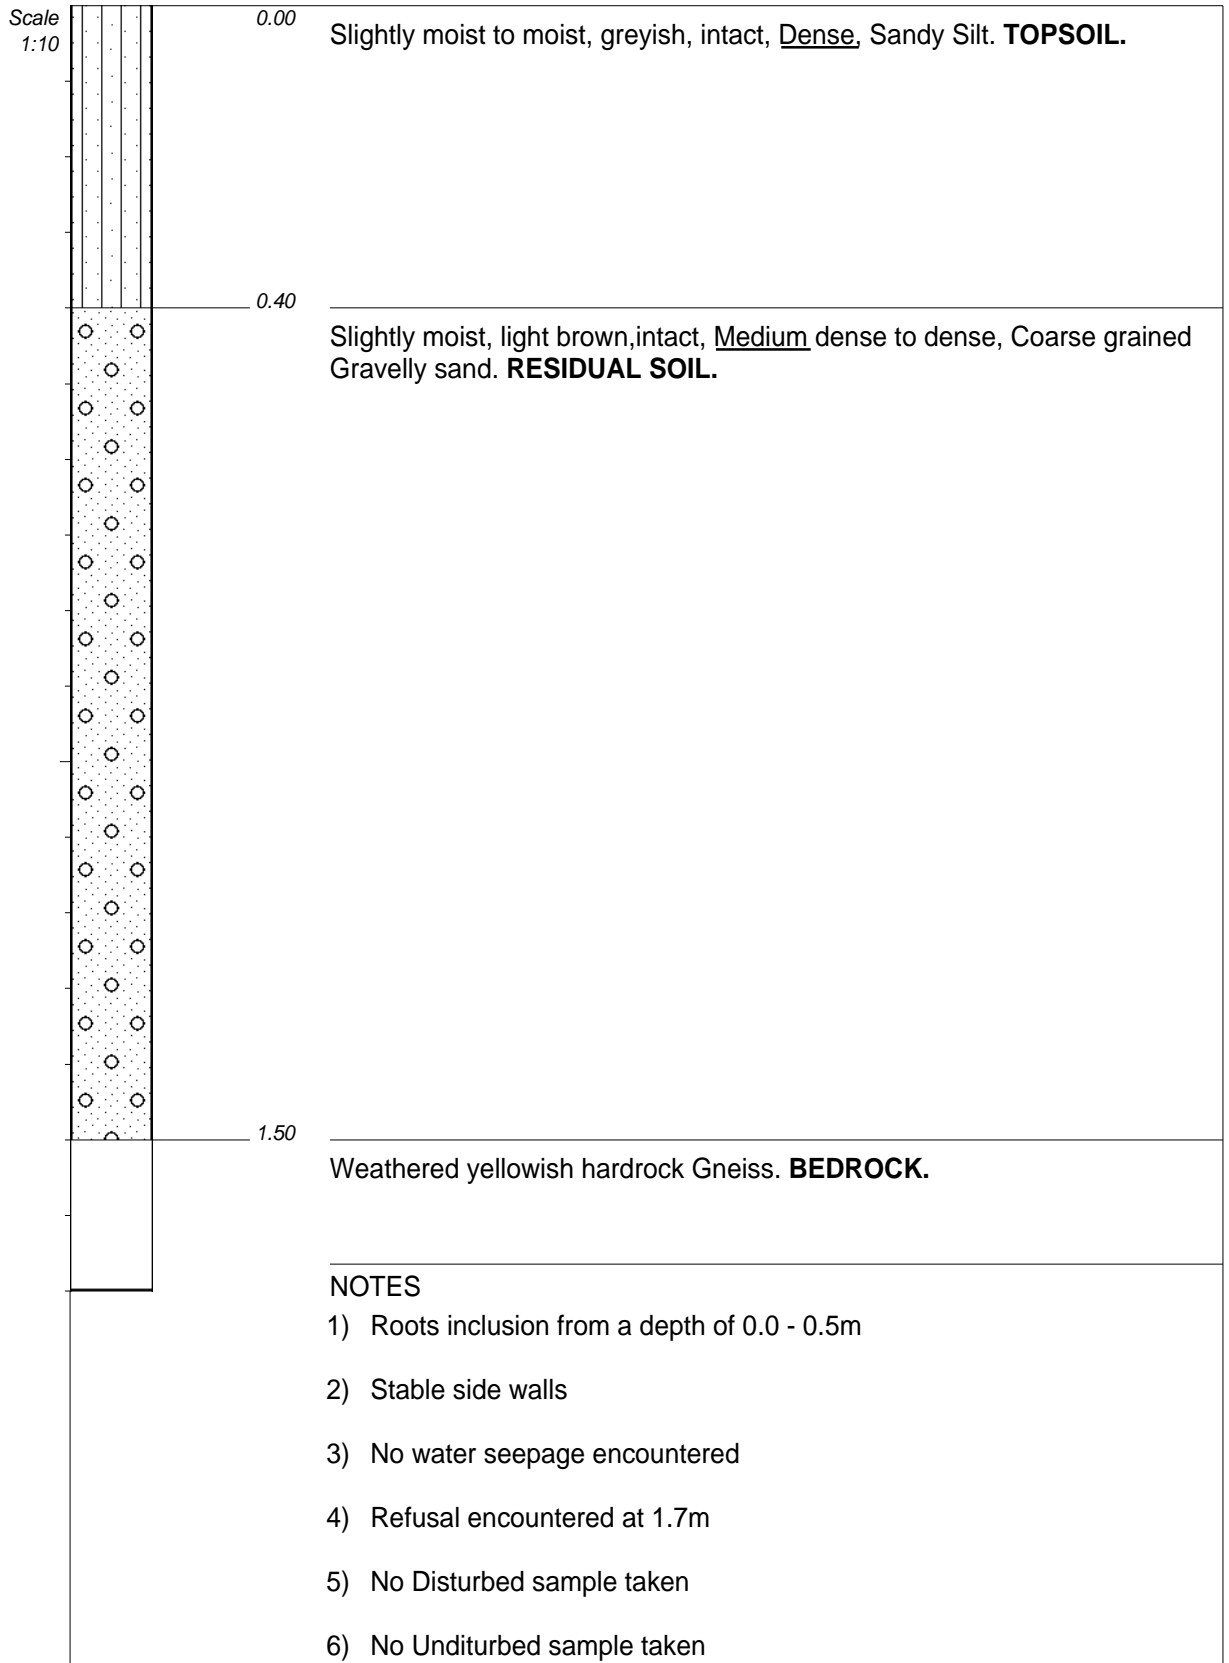 Scale
1:10
0.00
Slightly moist to moist, greyish, intact, Dense, Sandy Silt. TOPSOIL.
0.40
Slightly moist, light brown,intact, Medium dense to dense, Coarse grained
Gravelly sand. RESIDUAL SOIL.
1.50
Weathered yellowish hardrock Gneiss. BEDROCK.
NOTES
1) Roots inclusion from a depth of 0.0 - 0.5m
2) Stable side walls
3) No water seepage encountered
4) Refusal encountered at 1.7m
5) No Disturbed sample taken
6) No Unditurbed sample taken